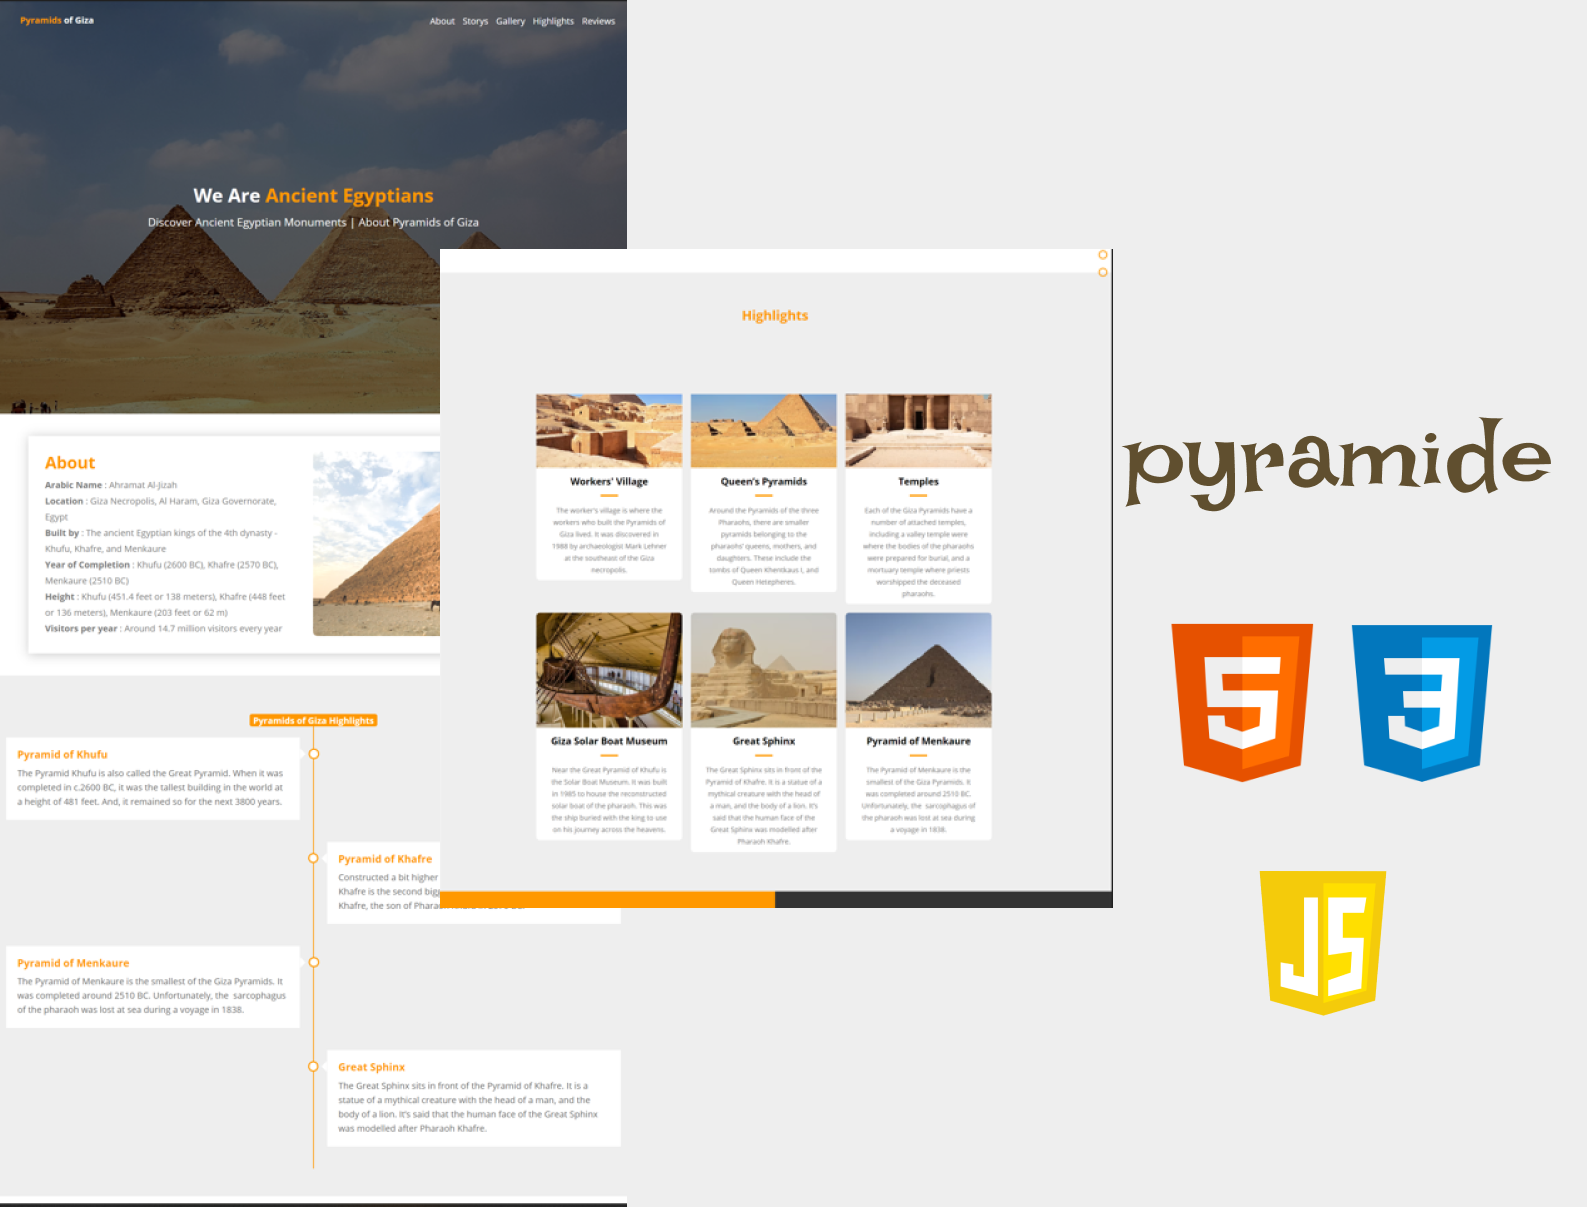 Pyramids of Giza
About Storys Gallery Highlights Reviews
We Are Ancient Egyptians
Discover Ancient Egyptian Monuments | About Pyramids of Giza
About
Arabic Name : Ahramat Al-Jizah
Location : Giza Necropolis, Al Haram, Giza Governorate,
Egypt
Built by : The ancient Egyptian kings of the 4th dynasty -
Khufu, Khafre, and Menkaure
Year of Completion : Khufu (2600 BC), Khafre (2570 BC),
Menkaure (2510 BC)
Height : Khufu (451.4 feet or 138 meters), Khafre (448 feet
or 136 meters), Menkaure (203 feet or 62 m)
Visitors per year : Around 14.7 million visitors every year
Pyramids of Giza Highlights
Pyramid of Khufu
The Pyramid Khufu is also called the Great Pyramid. When it was
completed in c.2600 BC, it was the tallest building in the world at
a height of 481 feet. And, it remained so for the next 3800 years.
Pyramid of Khafre
Constructed a bit higher
Khafre is the second
Khafre, the son of
Pyramid of Menkaure
The Pyramid of Menkaure is the smallest of the Giza Pyramids. It
was completed around 2510 BC. Unfortunately, the sarcophagus
of the pharaoh was lost at sea during a voyage in 1838.
Great Sphinx
The Great Sphinx sits in front of the Pyramid of Khafre. It is a
statue of a mythical creature with the head of a man, and the
body of a lion. It's said that the human face of the Great Sphinx
was modelled after Pharaoh Khafre.
Highlights
Workers' Village
The worker's village is where the
workers who built the Pyramids of
Giza lived. It was discovered in
1988 by archaeologist Mark Lehner
at the southeast of the Giza
necropolis.
Queen's Pyramids
Around the Pyramids of the three
Pharaohs, there are smaller
pyramids belonging to the
pharaohs' queens, mothers, and
daughters. These include the
tombs of Queen Khentkaus I, and
Queen Hetepheres.
Temples
Each of the Giza Pyramids have a
number of attached temples,
including a valley temple were
where the bodies of the pharaohs
were prepared for burial, and a
mortuary temple where priests
worshipped the deceased
pharaohs.
Giza Solar Boat Museum
Near the Great Pyramid of Khufu is
the Solar Boat Museum. It was built
in 1985 to house the reconstructed
solar boat of the pharaoh. This was
the ship buried with the king to use
on his journey across the heavens.
Great Sphinx
The Great Sphinx sits in front of the
Pyramid of Khafre. It is a statue of a
mythical creature with the head of
a man, and the body of a lion. It's
said that the human face of the
Great Sphinx was modelled after
Pharaoh Khafre.
Pyramid of Menkaure
The Pyramid of Menkaure is the
smallest of the Giza Pyramids. It
was completed around 2510 BC.
Unfortunately, the sarcophagus of
the pharaoh was lost at sea during
a voyage in 1838.
pyramide
5
3
JS